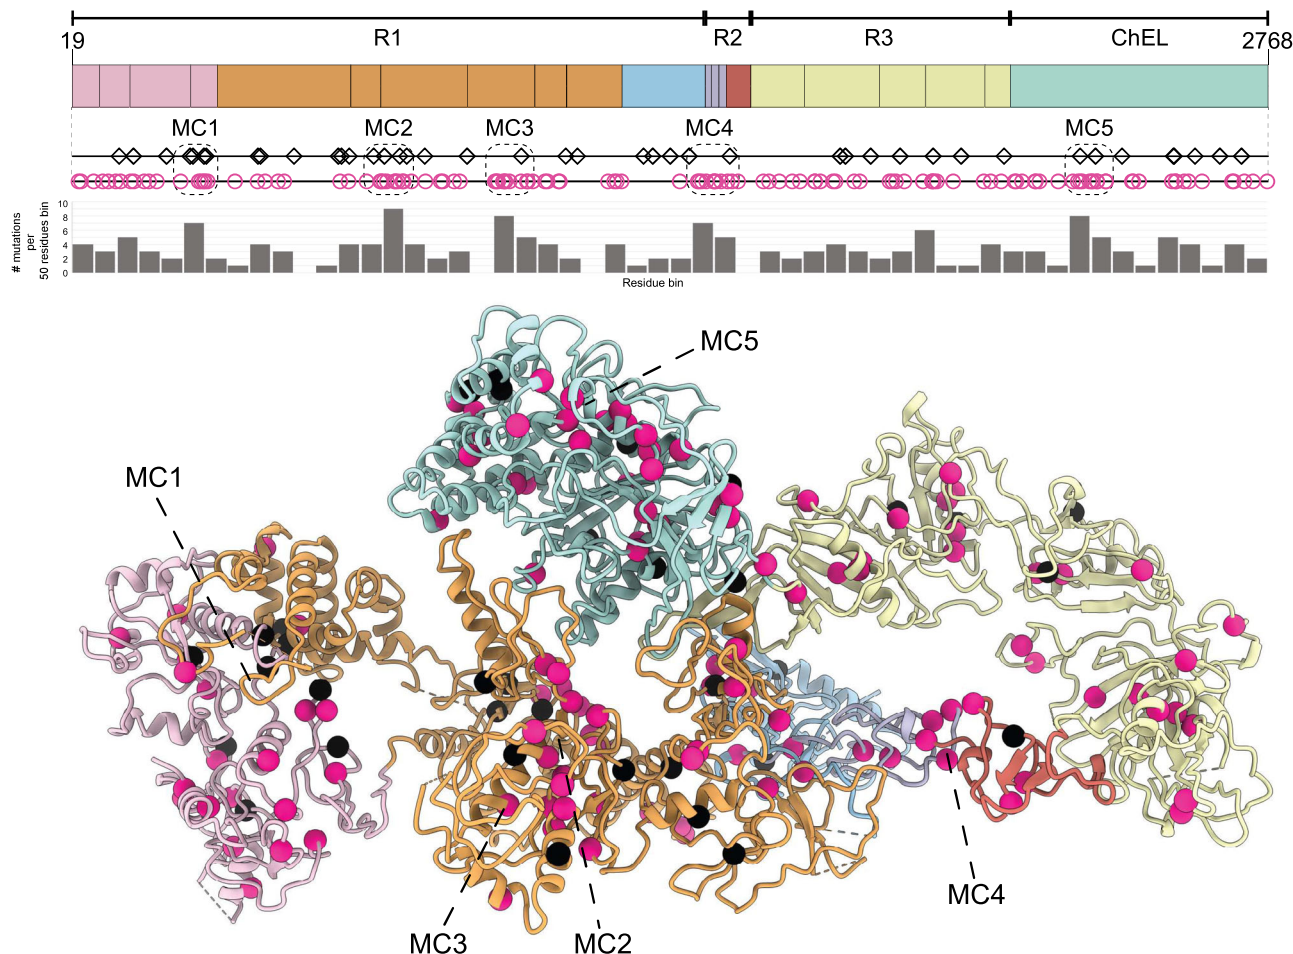 19 R1 R2 R3 ChEL 2768
MC1 MC2 MC3 MC4 MC5
# mutations
per
50 residues bin
10
8
6
4
2
0
Residue bin
MC5
MC1
MC4
MC3
MC2